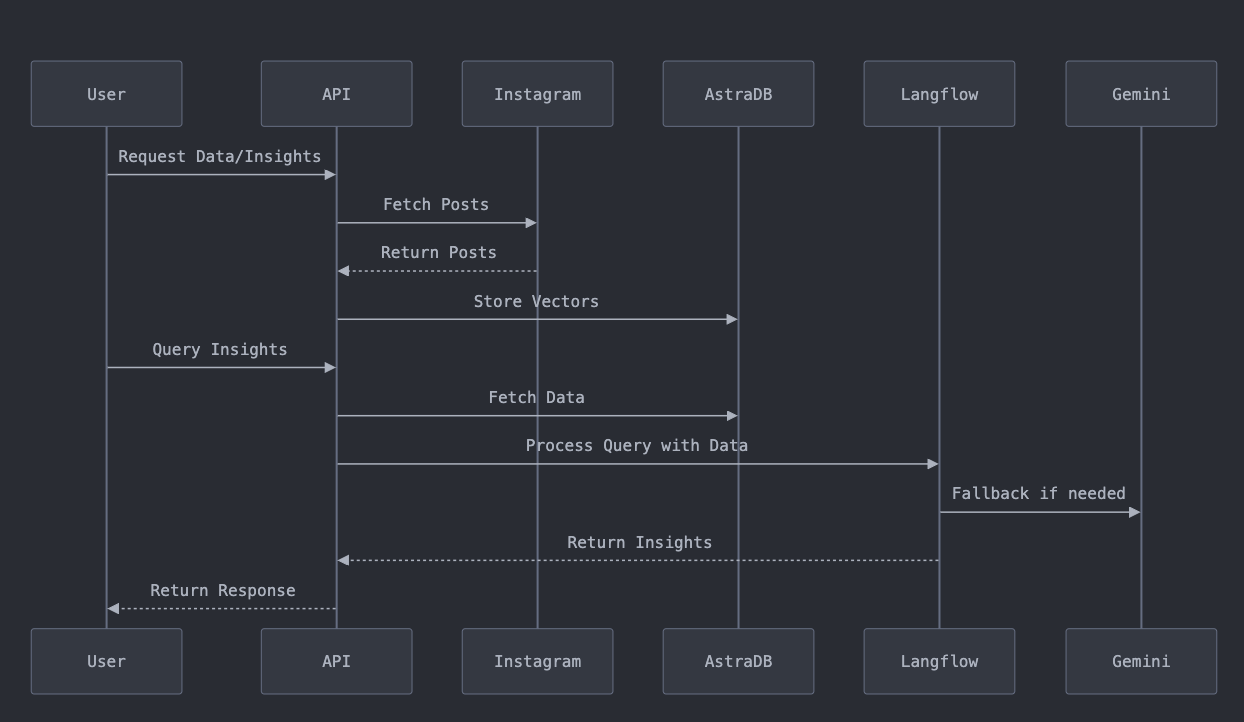 User
API
Instagram
AstraDB
Langflow
Gemini
Request Data/Insights
Fetch Posts
Return Posts
Store Vectors
Query Insights
Fetch Data
Process Query with Data
Fallback if needed
Return Insights
Return Response
User
API
Instagram
AstraDB
Langflow
Gemini